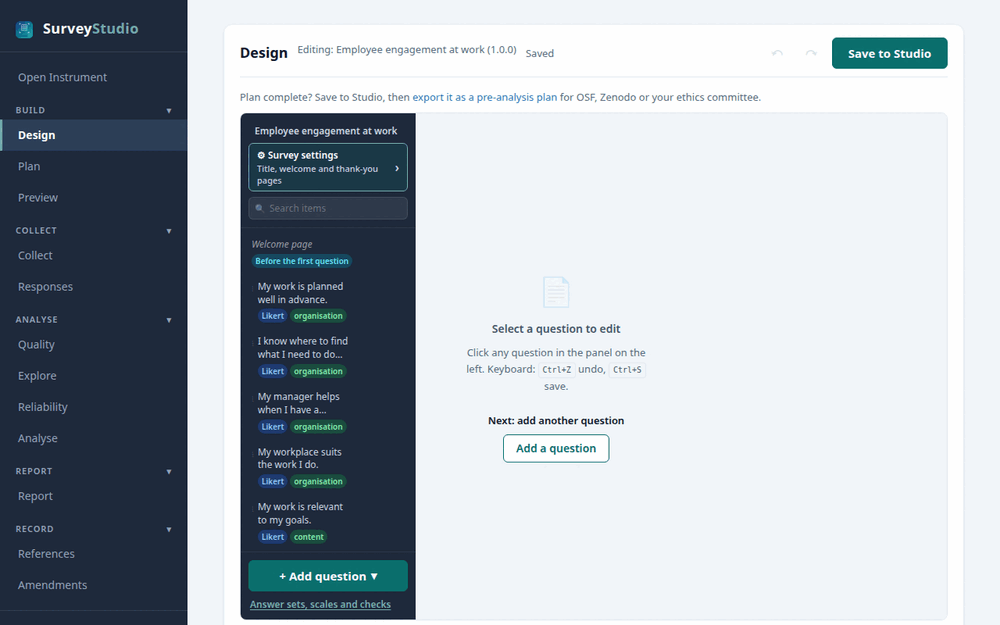 SurveyStudio
Open Instrument
BUILD ▼
Design
Plan
Preview
COLLECT ▼
Collect
Responses
ANALYSE ▼
Quality
Explore
Reliability
Analyse
REPORT ▼
Report
RECORD ▼
References
Amendments
Design
Editing: Employee engagement at work (1.0.0)
Saved
Save to Studio
Plan complete? Save to Studio, then export it as a pre-analysis plan for OSF, Zenodo or your ethics committee.
Employee engagement at work
⚙ Survey settings
Title, welcome and thank-you
pages
›
Search items
Welcome page
Before the first question
My work is planned
well in advance.
Likert organisation
I know where to find
what I need to do...
Likert organisation
My manager helps
when I have a...
Likert organisation
My workplace suits
the work I do.
Likert organisation
My work is relevant
to my goals.
Likert content
+ Add question ▼
Answer sets, scales and checks
Select a question to edit
Click any question in the panel on the
left. Keyboard: Ctrl+Z undo, Ctrl+S
save.
Next: add another question
Add a question